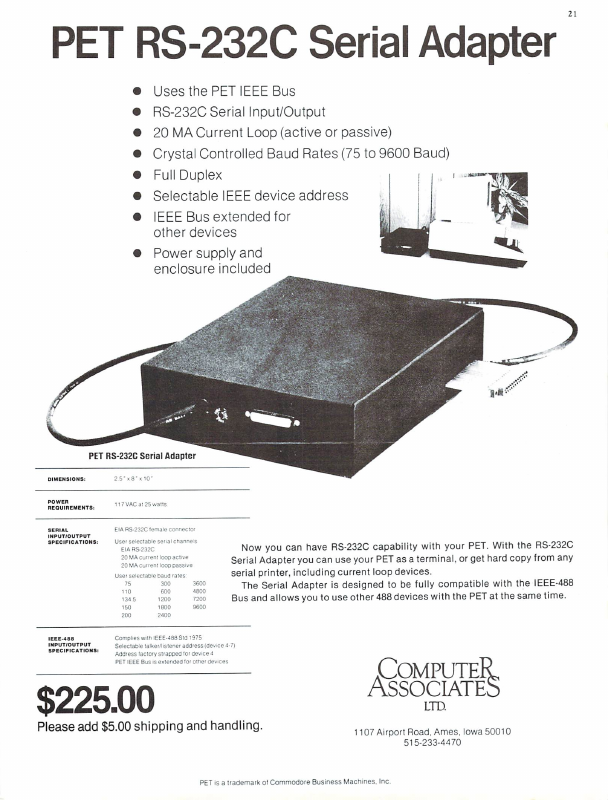 21
PET RS-232C Serial Adapter
● Uses the PET IEEE Bus
● RS-232C Serial Input/Output
● 20 MA Current Loop (active or passive)
● Crystal Controlled Baud Rates (75 to 9600 Baud)
● Full Duplex
● Selectable IEEE device address
● IEEE Bus extended for
other devices
● Power supply and
enclosure included
PET RS-232C Serial Adapter
DIMENSIONS: 2.5" x 8" x 10"
POWER
REQUIREMENTS: 117 VAC at 25 watts
SERIAL
INPUT/OUTPUT
SPECIFICATIONS:
EIA RS-232C female connector
User selectable serial channels
EIA RS-232C
20 MA current loop active
20 MA current loop passive
User selectable baud rates
75 300 3600
110 600 4800
134.5 1200 7200
150 1800 9600
200 2400
IEEE-488
INPUT/OUTPUT
SPECIFICATIONS:
Complies with IEEE-488 Std 1975
Selectable talker/listener address (device 4-7)
Address factory strapped for device 4
PET IEEE Bus is extended for other devices
Now you can have RS-232C capability with your PET. With the RS-232C
Serial Adapter you can use your PET as a terminal, or get hard copy from any
serial printer, including current loop devices.
The Serial Adapter is designed to be fully compatible with the IEEE-488
Bus and allows you to use other 488 devices with the PET at the same time.
$225.00
Please add $5.00 shipping and handling.
COMPUTER
ASSOCIATES
LTD.
1107 Airport Road, Ames, Iowa 50010
515-233-4470
PET is a trademark of Commodore Business Machines, Inc.